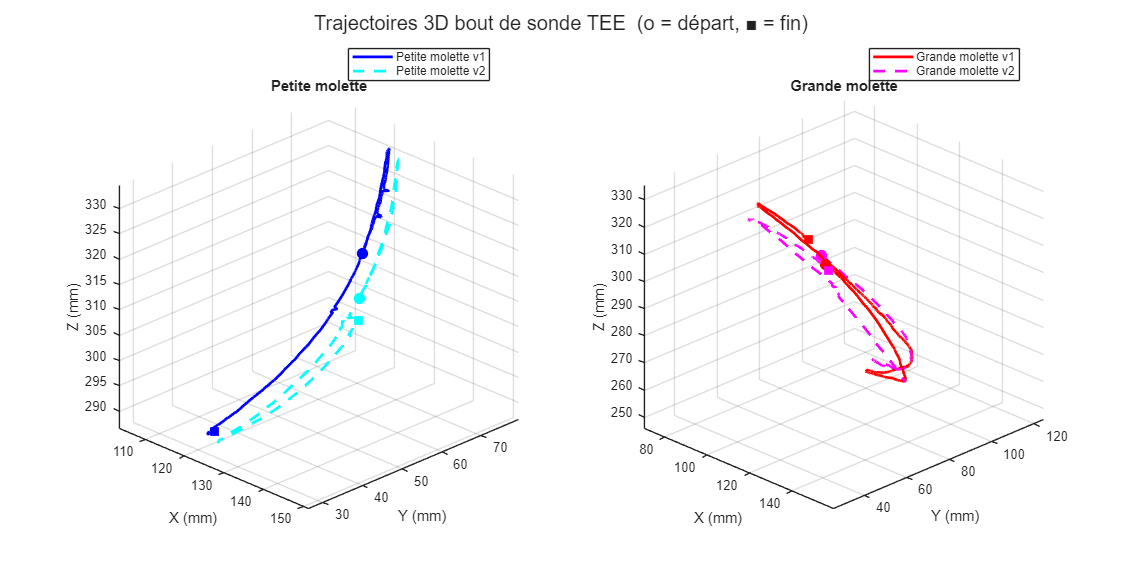 Trajectoires 3D bout de sonde TEE (o = départ, ■ = fin)
Petite molette v1
Petite molette v2
Petite molette
330
325
320
315
310
305
300
295
290
Z (mm)
110
120
130
140
150
X (mm)
30
40
50
60
70
Y (mm)
Grande molette v1
Grande molette v2
Grande molette
330
320
310
300
290
280
270
260
250
Z (mm)
80
100
120
140
X (mm)
40
60
80
100
120
Y (mm)